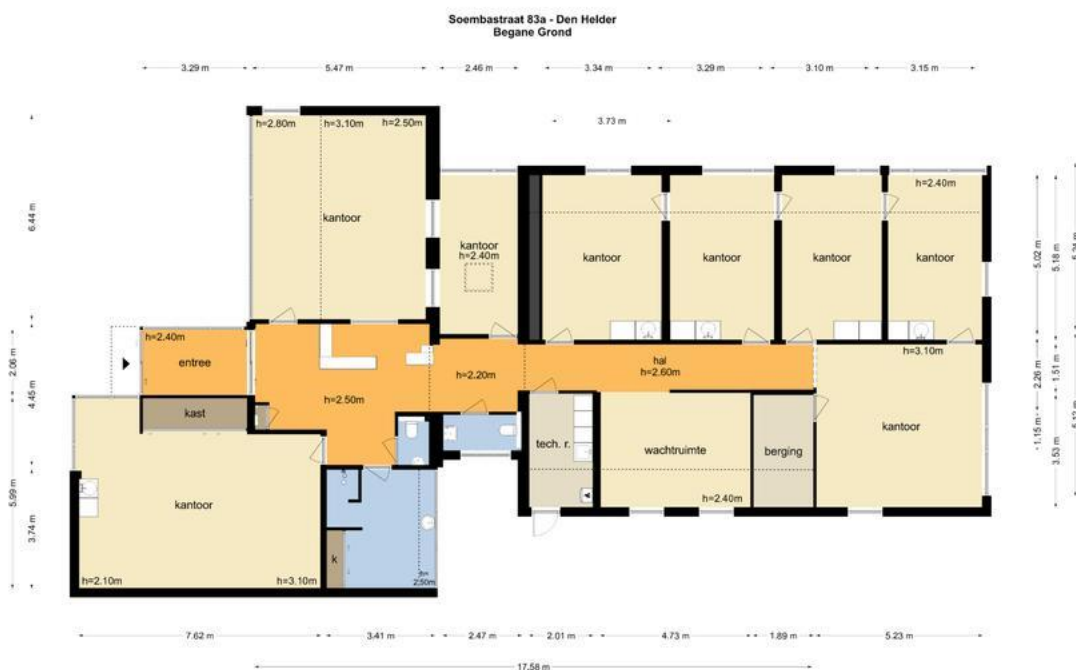 Soembastraat 83a - Den Helder
Begane Grond
3.29 m
5.47 m
2.46 m
3.34 m
3.29 m
3.10 m
3.15 m
3.73 m
h=2.80m
h=3.10m
h=2.50m
6.44 m
kantoor
kantoor
h=2.40m
kantoor
kantoor
kantoor
kantoor
h=2.40m
5.02 m
5.18 m
h=2.40m
entree
2.06 m
4.45 m
h=2.50m
h=2.20m
hal
h=2.60m
h=3.10m
2.26 m
1.51 m
kast
kantoor
tech. r.
wachtruimte
berging
kantoor
1.15 m
3.53 m
h=2.40m
5.99 m
3.74 m
k
h=2.10m
h=3.10m
h=
2.50m
7.62 m
3.41 m
2.47 m
2.01 m
4.73 m
1.89 m
5.23 m
17.58 m